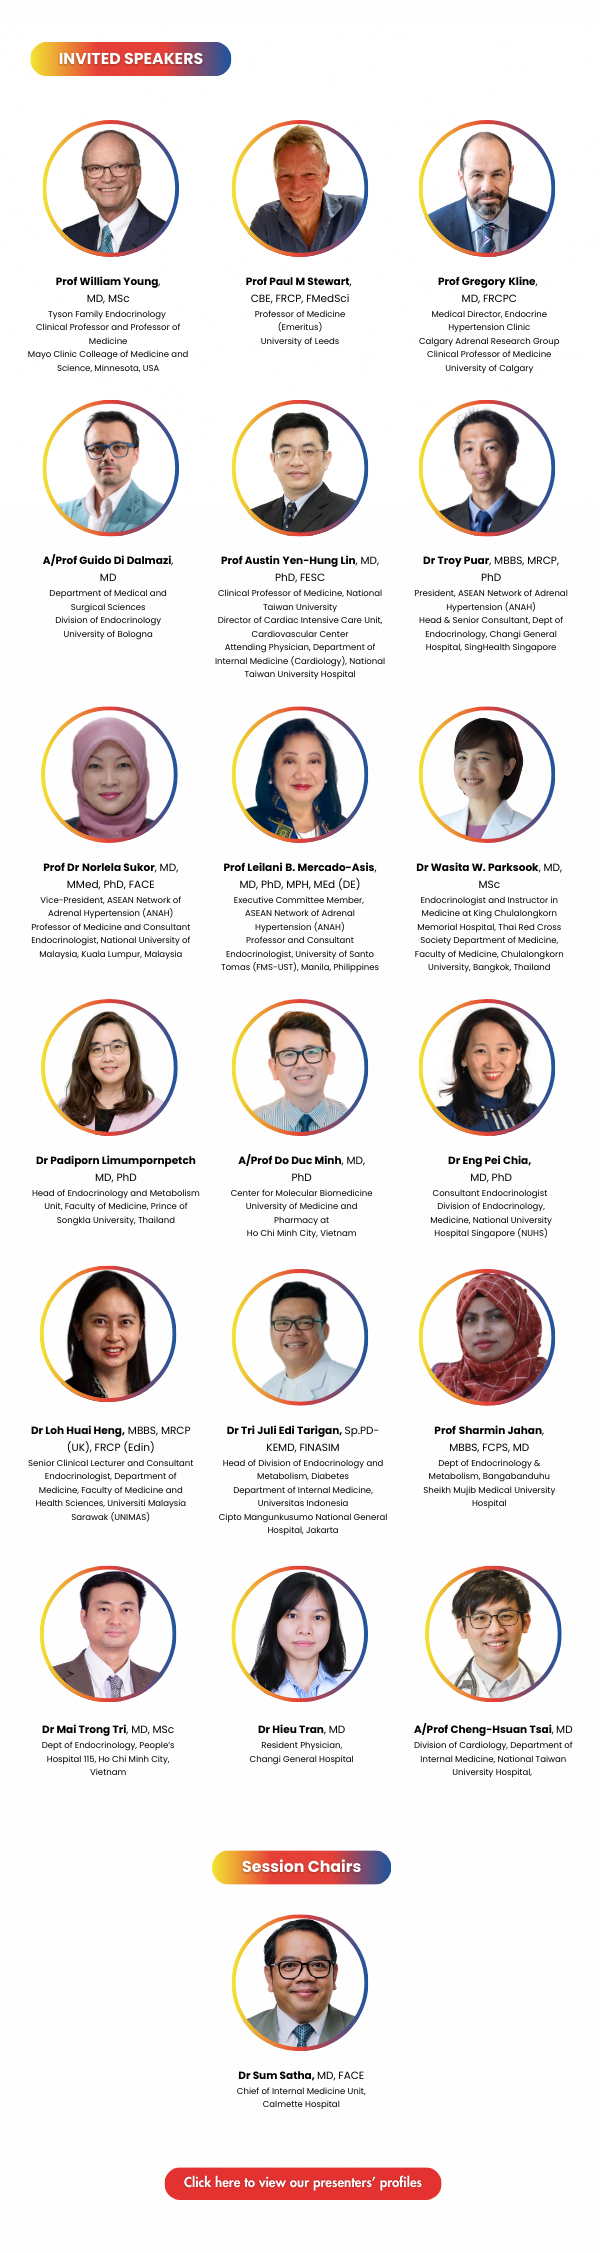 INVITED SPEAKERS
Prof William Young,
MD, MSc
Tyson Family Endocrinology
Clinical Professor and Professor of
Medicine
Mayo Clinic Colleage of Medicine and
Science, Minnesota, USA
Prof Paul M Stewart,
CBE, FRCP, FMedSci
Professor of Medicine
(Emeritus)
University of Leeds
Prof Gregory Kline,
MD, FRCPC
Medical Director, Endocrine
Hypertension Clinic
Calgary Adrenal Research Group
Clinical Professor of Medicine
University of Calgary
A/Prof Guido Di Dalmazi,
MD
Department of Medical and
Surgical Sciences
Division of Endocrinology
University of Bologna
Prof Austin Yen-Hung Lin, MD,
PhD, FESC
Clinical Professor of Medicine, National
Taiwan University
Director of Cardiac Intensive Care Unit,
Cardiovascular Center
Attending Physician, Department of
Internal Medicine (Cardiology), National
Taiwan University Hospital
Dr Troy Puar, MBBS, MRCP,
PhD
President, ASEAN Network of Adrenal
Hypertension (ANAH)
Head & Senior Consultant, Dept of
Endocrinology, Changi General
Hospital, SingHealth Singapore
Prof Dr Norlela Sukor, MD,
MMed, PhD, FACE
Vice-President, ASEAN Network of
Adrenal Hypertension (ANAH)
Professor of Medicine and Consultant
Endocrinologist, National University of
Malaysia, Kuala Lumpur, Malaysia
Prof Leilani B. Mercado-Asis,
MD, PhD, MPH, MEd (DE)
Executive Committee Member,
ASEAN Network of Adrenal
Hypertension (ANAH)
Professor and Consultant
Endocrinologist, University of Santo
Tomas (FMS-UST), Manila, Philippines
Dr Wasita W. Parksook, MD,
MSc
Endocrinologist and Instructor in
Medicine at King Chulalongkorn
Memorial Hospital, Thai Red Cross
Society Department of Medicine,
Faculty of Medicine, Chulalongkorn
University, Bangkok, Thailand
Dr Padiporn Limumpornpetch
MD, PhD
Head of Endocrinology and Metabolism
Unit, Faculty of Medicine, Prince of
Songkla University, Thailand
A/Prof Do Duc Minh, MD,
PhD
Center for Molecular Biomedicine
University of Medicine and
Pharmacy at
Ho Chi Minh City, Vietnam
Dr Eng Pei Chia,
MD, PhD
Consultant Endocrinologist
Division of Endocrinology,
Medicine, National University
Hospital Singapore (NUHS)
Dr Loh Huai Heng, MBBS, MRCP
(UK), FRCP (Edin)
Senior Clinical Lecturer and Consultant
Endocrinologist, Department of
Medicine, Faculty of Medicine and
Health Sciences, Universiti Malaysia
Sarawak (UNIMAS)
Dr Tri Juli Edi Tarigan, Sp.PD-
KEMD, FINASIM
Head of Division of Endocrinology and
Metabolism, Diabetes
Department of Internal Medicine,
Universitas Indonesia
Cipto Mangunkusumo National General
Hospital, Jakarta
Prof Sharmin Jahan,
MBBS, FCPS, MD
Dept of Endocrinology &
Metabolism, Bangabanduhu
Sheikh Mujib Medical University
Hospital
Dr Mai Trong Tri, MD, MSc
Dept of Endocrinology, People's
Hospital 115, Ho Chi Minh City,
Vietnam
Dr Hieu Tran, MD
Resident Physician,
Changi General Hospital
A/Prof Cheng-Hsuan Tsai, MD
Division of Cardiology, Department of
Internal Medicine, National Taiwan
University Hospital,
Session Chairs
Dr Sum Satha, MD, FACE
Chief of Internal Medicine Unit,
Calmette Hospital
Click here to view our presenters' profiles